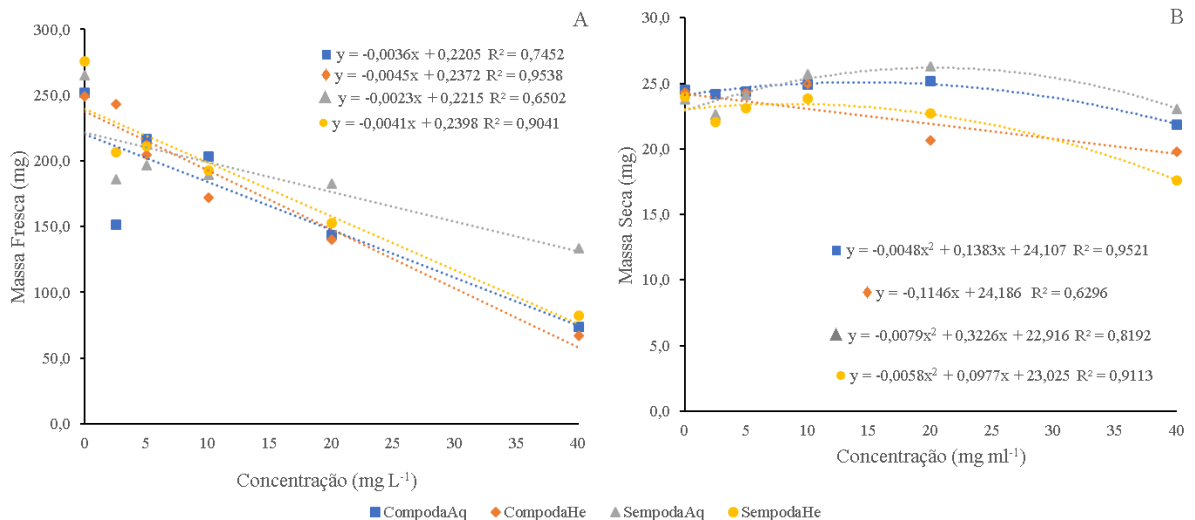 A
300,0
250,0
200,0
150,0
100,0
50,0
0,0
Massa Fresca (mg)
y = -0,0036x + 0,2205 R² = 0,7452
y = -0,0045x + 0,2372 R² = 0,9538
y = -0,0023x + 0,2215 R² = 0,6502
y = -0,0041x + 0,2398 R² = 0,9041
0 5 10 15 20 25 30 35 40
Concentração (mg L⁻¹)
B
30,0
25,0
20,0
15,0
10,0
5,0
0,0
Massa Seca (mg)
y = -0,0048x² + 0,1383x + 24,107 R² = 0,9521
y = -0,1146x + 24,186 R² = 0,6296
y = -0,0079x² + 0,3226x + 22,916 R² = 0,8192
y = -0,0058x² + 0,0977x + 23,025 R² = 0,9113
0 5 10 15 20 25 30 35 40
Concentração (mg ml⁻¹)
CompodaAq CompodaHe SempodaAq SempodaHe